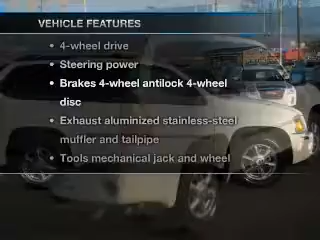 VEHICLE FEATURES
• 4-wheel drive
• Steering power
• Brakes 4-wheel antilock 4-wheel
disc
• Exhaust aluminized stainless-steel
muffler and tailpipe
• Tools mechanical jack and wheel